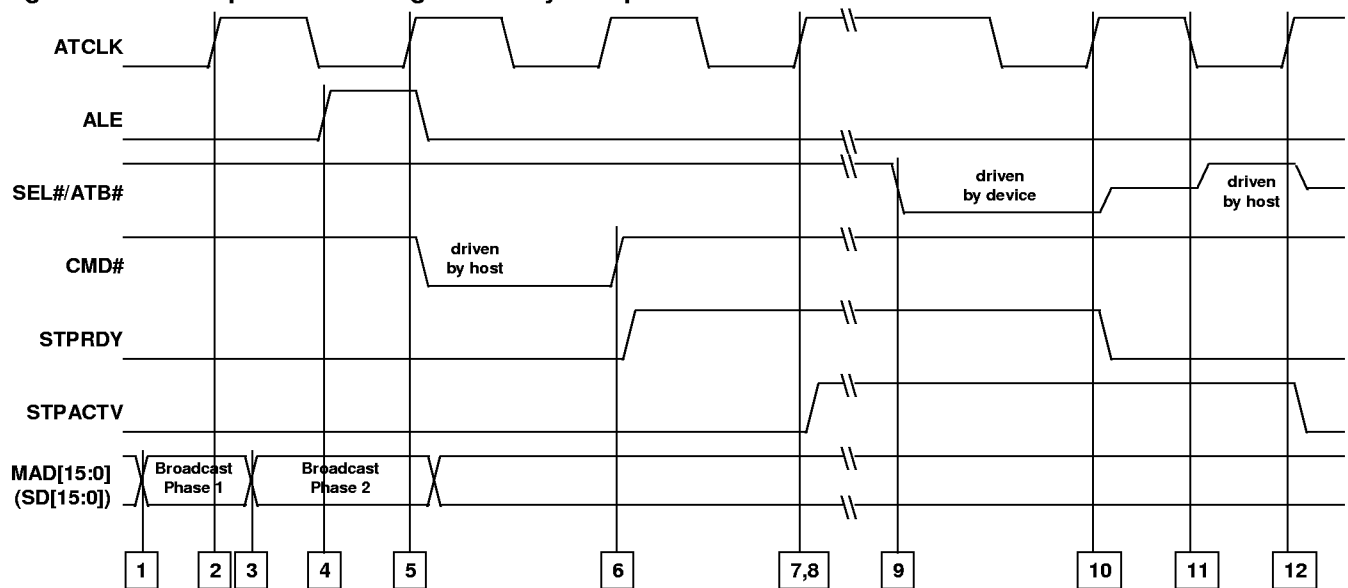 ATCLK
ALE
SEL#/ATB#
driven
by device
driven
by host
CMD#
driven
by host
STPRDY
STPACTV
MAD[15:0]
(SD[15:0])
Broadcast
Phase 1
Broadcast
Phase 2
1 2 3 4 5 6 7,8 9 10 11 12